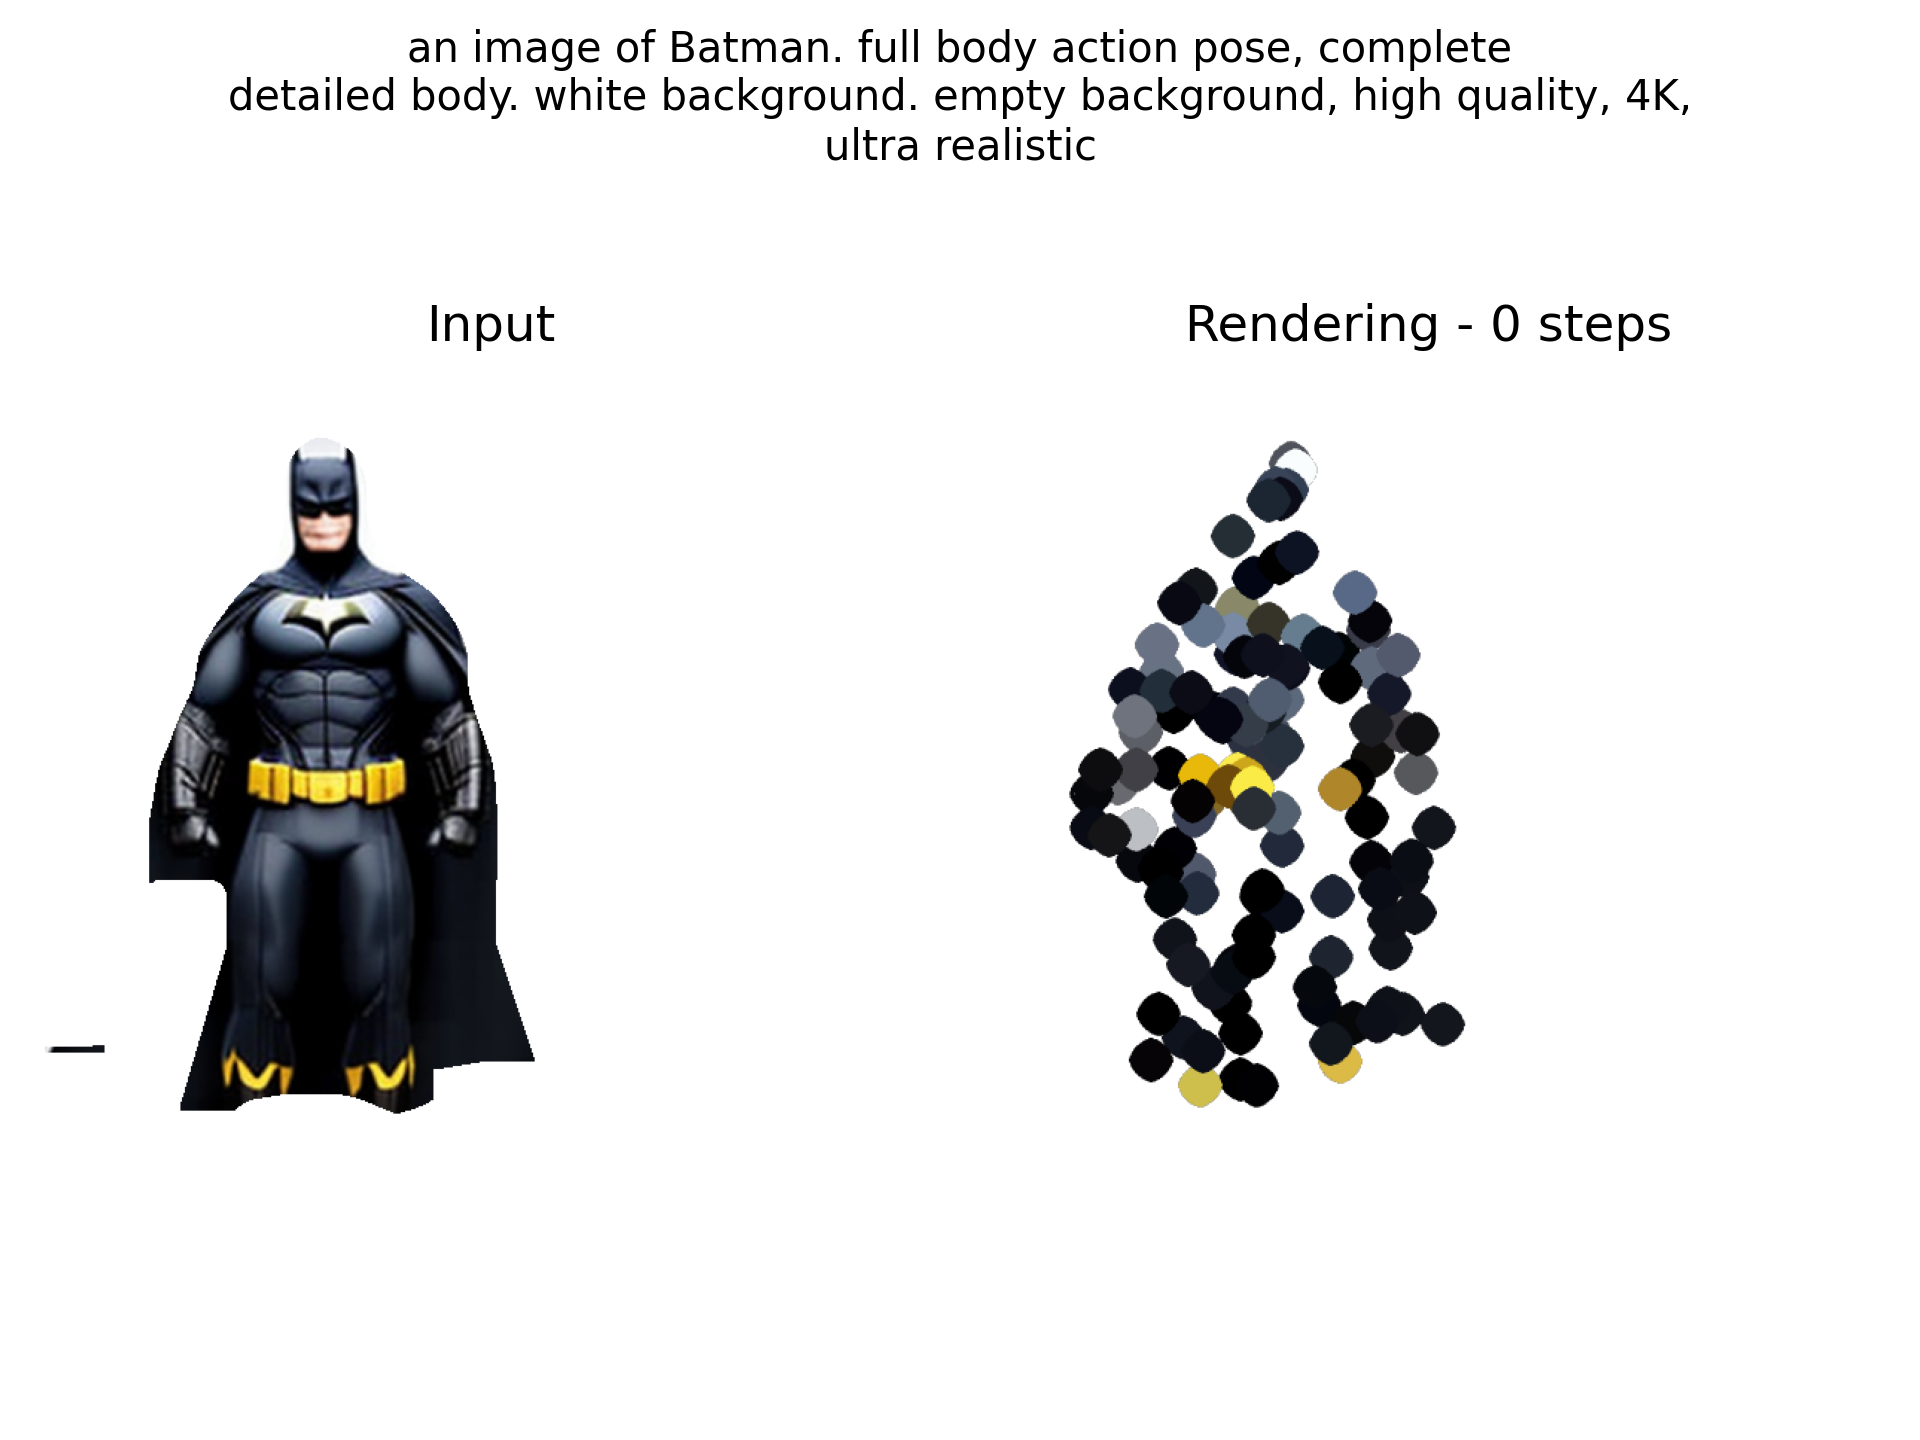 an image of Batman. full body action pose, complete
detailed body. white background. empty background, high quality, 4K,
ultra realistic
Input
Rendering - 0 steps